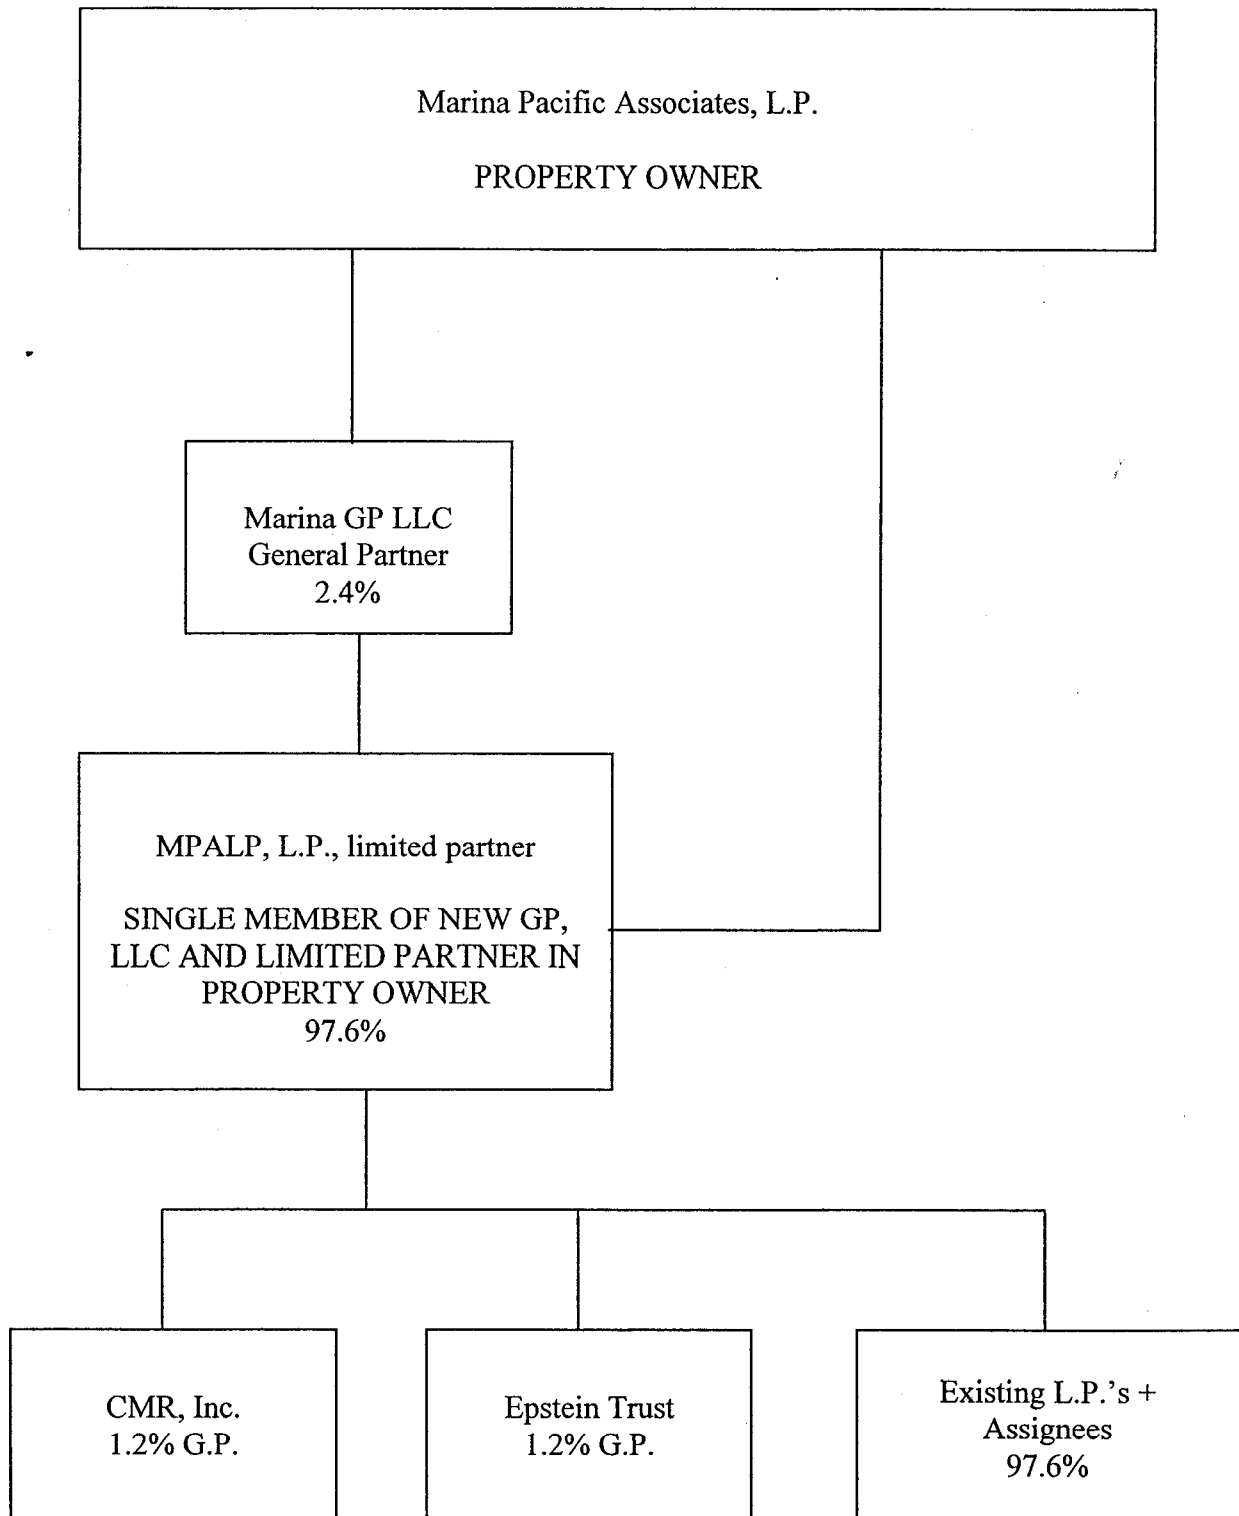 Marina Pacific Associates, L.P.
PROPERTY OWNER
Marina GP LLC
General Partner
2.4%
MPALP, L.P., limited partner
SINGLE MEMBER OF NEW GP,
LLC AND LIMITED PARTNER IN
PROPERTY OWNER
97.6%
CMR, Inc.
1.2% G.P.
Epstein Trust
1.2% G.P.
Existing L.P.'s +
Assignees
97.6%